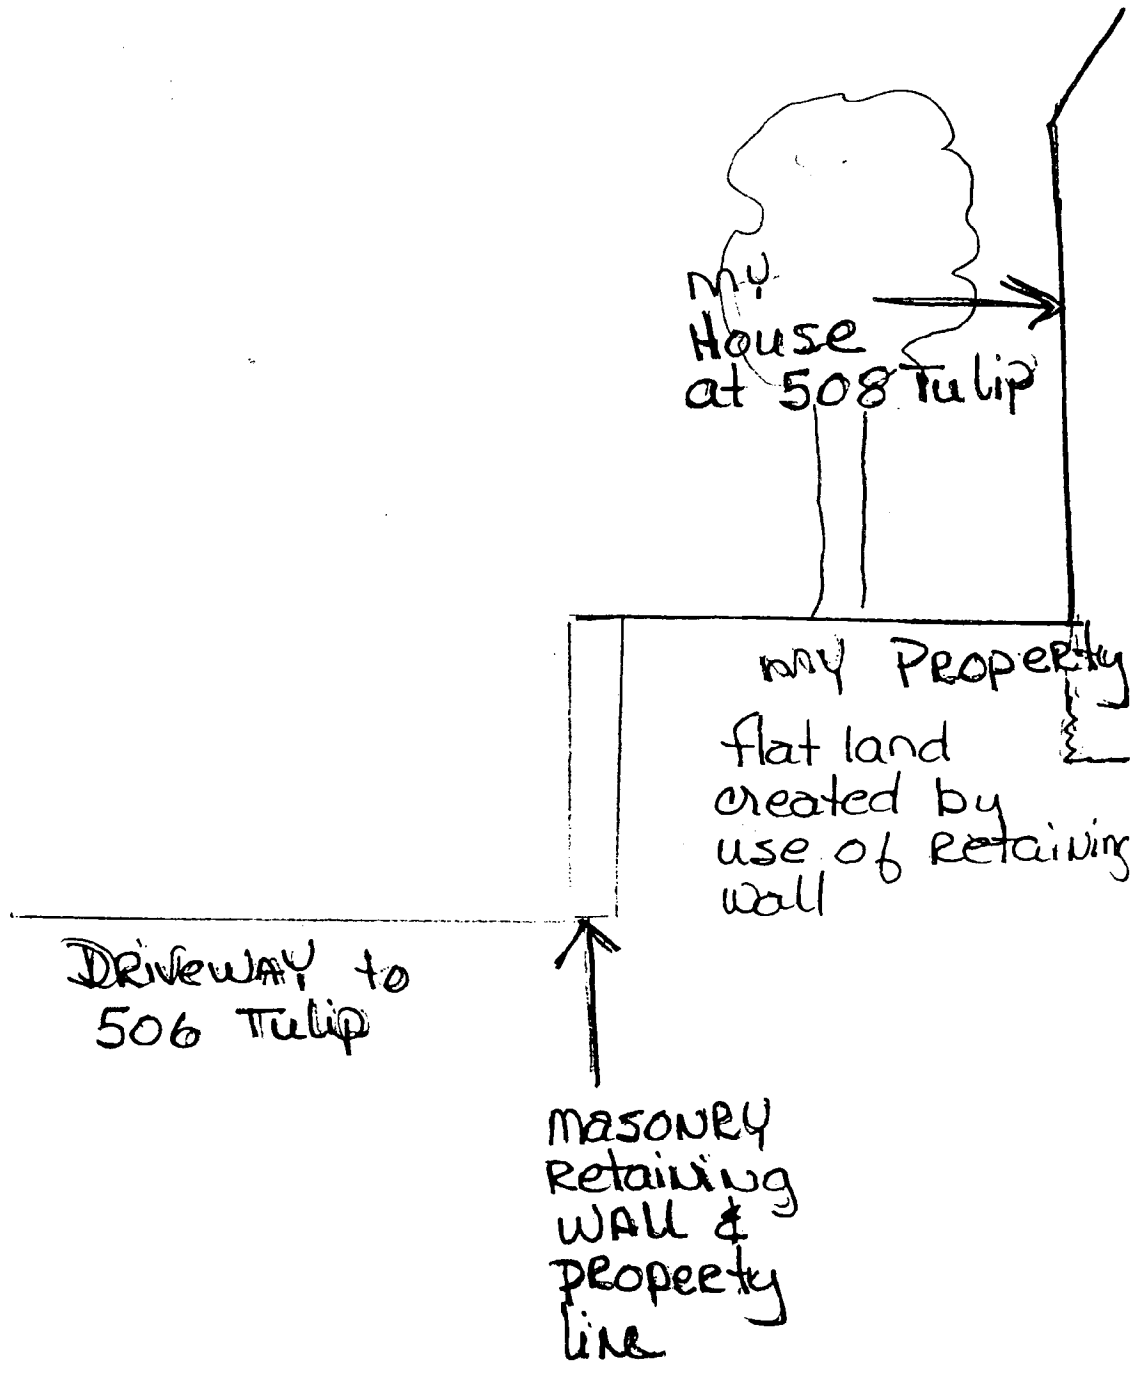 my
House
at 508 Tulip
my Property
flat land
created by
use of Retaining
wall
DRIVEWAY to
506 Tulip
MASONRY
Retaining
WALL &
PROPERTY
line